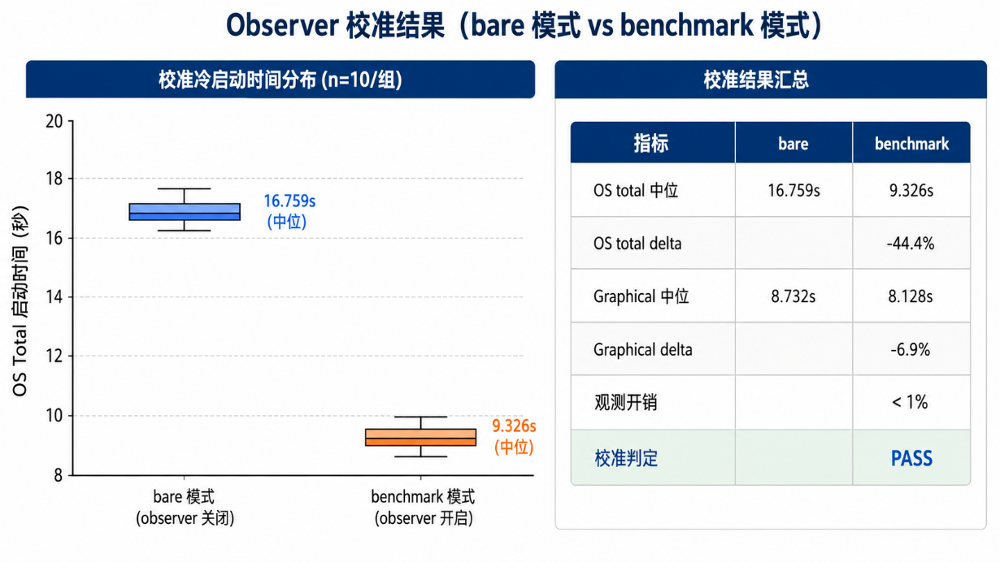 Observer 校准结果（bare 模式 vs benchmark 模式）
校准冷启动时间分布 (n=10/组)
OS Total 启动时间（秒）
20
18
16
14
12
10
8
16.759s
(中位)
9.326s
(中位)
bare 模式
(observer 关闭)
benchmark 模式
(observer 开启)
校准结果汇总
指标 bare benchmark
OS total 中位 16.759s 9.326s
OS total delta -44.4%
Graphical 中位 8.732s 8.128s
Graphical delta -6.9%
观测开销 < 1%
校准判定 PASS